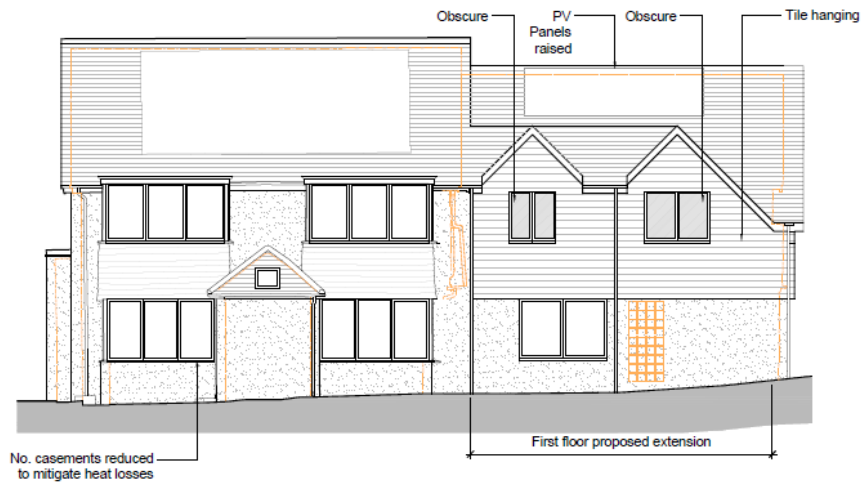 Obscure
PV
Panels
raised
Obscure
Tile hanging
No. casements reduced
to mitigate heat losses
First floor proposed extension